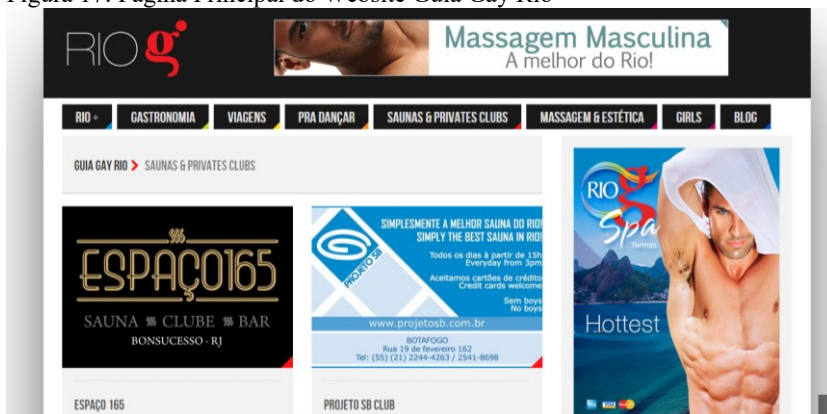 Figura 17: Página Principal do Website Guia Gay Rio
RIO g
Massagem Masculina
A melhor do Rio!
RIO +
GASTRONOMIA
VIAGENS
PRA DANÇAR
SAUNAS & PRIVATES CLUBS
MASSAGEM & ESTÉTICA
GIRLS
BLOG
GUIA GAY RIO > SAUNAS & PRIVATES CLUBS
ESPAÇO165
SAUNA CLUBE BAR
BONSUCESSO - RJ
ESPAÇO 165
PROJETO SB
SIMPLESMENTE A MELHOR SAUNA DO RIO!
SIMPLY THE BEST SAUNA IN RIO!
Todos os dias à partir de 15h
Everyday from 3pm
Aceitamos cartões de crédito
Credit cards welcome
Sem boys
No boys
www.projetosb.com.br
BOTAFOGO
Rua 19 de fevereiro 162
Tel: (55) (21) 2244-4263 / 2541-8698
PROJETO SB CLUB
RIO g
Spa
Termas
Hottest
VISA